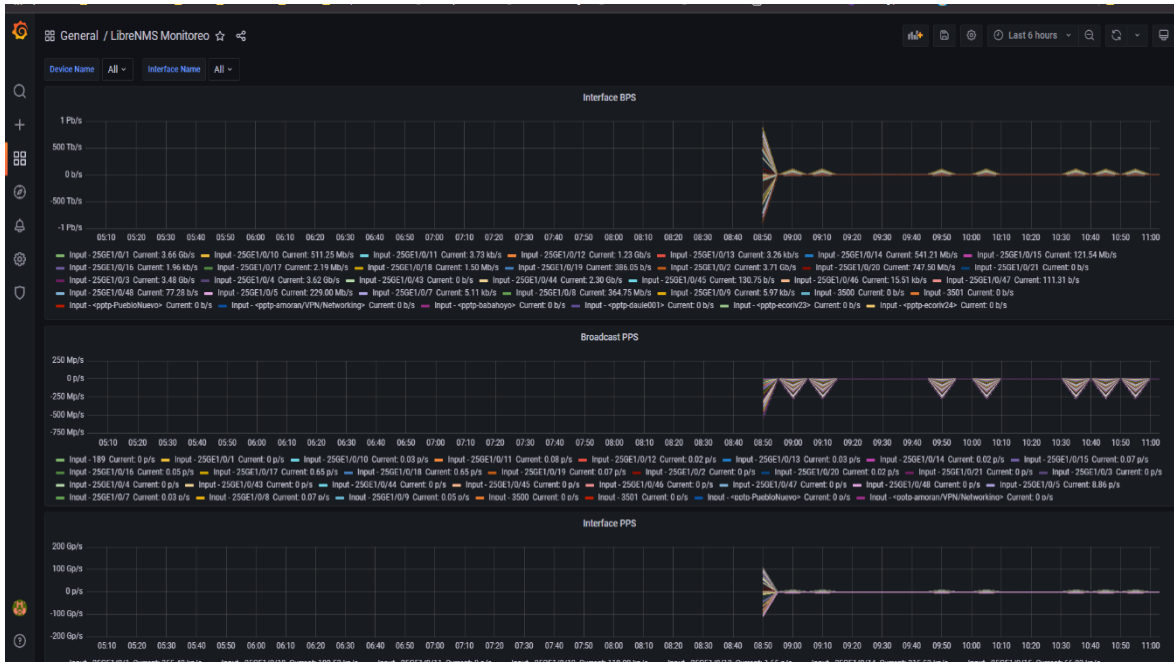 General / LibreNMS Monitoreo
Last 6 hours
Device Name All Interface Name All
Interface BPS
1 Pb/s
500 Tb/s
0 b/s
-500 Tb/s
-1 Pb/s
05:10 05:20 05:30 05:40 05:50 06:00 06:10 06:20 06:30 06:40 06:50 07:00 07:10 07:20 07:30 07:40 07:50 08:00 08:10 08:20 08:30 08:40 08:50 09:00 09:10 09:20 09:30 09:40 09:50 10:00 10:10 10:20 10:30 10:40 10:50 11:00
Input - 25GE1/0/1 Current: 3.66 Gb/s Input - 25GE1/0/10 Current: 511.25 Mb/s Input - 25GE1/0/11 Current: 3.73 kb/s Input - 25GE1/0/12 Current: 1.23 Gb/s Input - 25GE1/0/13 Current: 3.26 kb/s Input - 25GE1/0/14 Current: 541.21 Mb/s Input - 25GE1/0/15 Current: 121.54 Mb/s
Input - 25GE1/0/16 Current: 1.96 kb/s Input - 25GE1/0/17 Current: 2.19 Mb/s Input - 25GE1/0/18 Current: 1.50 Mb/s Input - 25GE1/0/19 Current: 386.05 b/s Input - 25GE1/0/2 Current: 3.71 Gb/s Input - 25GE1/0/20 Current: 747.50 Mb/s Input - 25GE1/0/21 Current: 0 b/s
Input - 25GE1/0/3 Current: 3.48 Gb/s Input - 25GE1/0/4 Current: 3.62 Gb/s Input - 25GE1/0/43 Current: 0 b/s Input - 25GE1/0/44 Current: 2.30 Gb/s Input - 25GE1/0/45 Current: 130.75 b/s Input - 25GE1/0/46 Current: 15.51 kb/s Input - 25GE1/0/47 Current: 111.31 b/s
Input - 25GE1/0/48 Current: 77.28 b/s Input - 25GE1/0/5 Current: 229.00 Mb/s Input - 25GE1/0/7 Current: 5.11 kb/s Input - 25GE1/0/8 Current: 364.75 Mb/s Input - 25GE1/0/9 Current: 5.97 kb/s Input - 3500 Current: 0 b/s Input - 3501 Current: 0 b/s
Input - <pptp-PuebloNuevo> Current: 0 b/s Input - <pptp-amoran/VPN/Networking> Current: 0 b/s Input - <pptp-babahoyo> Current: 0 b/s Input - <pptp-daule001> Current: 0 b/s Input - <pptp-ecoriv23> Current: 0 b/s Input - <pptp-ecoriv24> Current: 0 b/s
Broadcast PPS
250 Mp/s
0 p/s
-250 Mp/s
-500 Mp/s
-750 Mp/s
05:10 05:20 05:30 05:40 05:50 06:00 06:10 06:20 06:30 06:40 06:50 07:00 07:10 07:20 07:30 07:40 07:50 08:00 08:10 08:20 08:30 08:40 08:50 09:00 09:10 09:20 09:30 09:40 09:50 10:00 10:10 10:20 10:30 10:40 10:50 11:00
Input - 189 Current: 0 p/s Input - 25GE1/0/1 Current: 0 p/s Input - 25GE1/0/10 Current: 0.03 p/s Input - 25GE1/0/11 Current: 0.08 p/s Input - 25GE1/0/12 Current: 0.02 p/s Input - 25GE1/0/13 Current: 0.03 p/s Input - 25GE1/0/14 Current: 0.02 p/s Input - 25GE1/0/15 Current: 0.07 p/s
Input - 25GE1/0/16 Current: 0.05 p/s Input - 25GE1/0/17 Current: 0.65 p/s Input - 25GE1/0/18 Current: 0.65 p/s Input - 25GE1/0/19 Current: 0.07 p/s Input - 25GE1/0/2 Current: 0 p/s Input - 25GE1/0/20 Current: 0.02 p/s Input - 25GE1/0/21 Current: 0 p/s Input - 25GE1/0/3 Current: 0 p/s
Input - 25GE1/0/4 Current: 0 p/s Input - 25GE1/0/43 Current: 0 p/s Input - 25GE1/0/44 Current: 0 p/s Input - 25GE1/0/45 Current: 0 p/s Input - 25GE1/0/46 Current: 0 p/s Input - 25GE1/0/47 Current: 0 p/s Input - 25GE1/0/48 Current: 0 p/s Input - 25GE1/0/5 Current: 8.86 p/s
Input - 25GE1/0/7 Current: 0.03 p/s Input - 25GE1/0/8 Current: 0.07 p/s Input - 25GE1/0/9 Current: 0.05 p/s Input - 3500 Current: 0 p/s Input - 3501 Current: 0 p/s Input - <pptp-PuebloNuevo> Current: 0 p/s Input - <pptp-amoran/VPN/Networking> Current: 0 p/s
Interface PPS
200 Gp/s
100 Gp/s
0 p/s
-100 Gp/s
-200 Gp/s
05:10 05:20 05:30 05:40 05:50 06:00 06:10 06:20 06:30 06:40 06:50 07:00 07:10 07:20 07:30 07:40 07:50 08:00 08:10 08:20 08:30 08:40 08:50 09:00 09:10 09:20 09:30 09:40 09:50 10:00 10:10 10:20 10:30 10:40 10:50 11:00